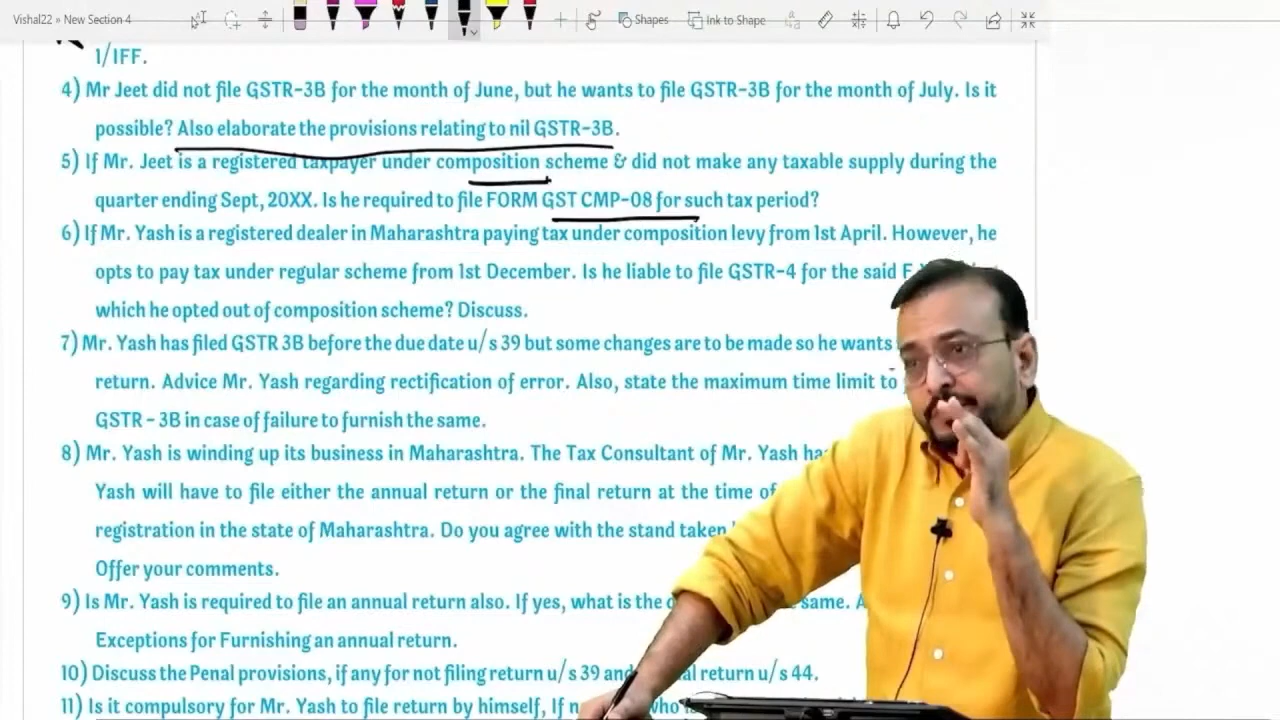 Vishal22 » New Section 4
Shapes
Ink to Shape
1/IFF.
4) Mr Jeet did not file GSTR-3B for the month of June, but he wants to file GSTR-3B for the month of July. Is it
possible? Also elaborate the provisions relating to nil GSTR-3B.
5) If Mr. Jeet is a registered taxpayer under composition scheme & did not make any taxable supply during the
quarter ending Sept, 20XX. Is he required to file FORM GST CMP-08 for such tax period?
6) If Mr. Yash is a registered dealer in Maharashtra paying tax under composition levy from 1st April. However, he
opts to pay tax under regular scheme from 1st December. Is he liable to file GSTR-4 for the said
which he opted out of composition scheme? Discuss.
7) Mr. Yash has filed GSTR 3B before the due date u/s 39 but some changes are to be made so he wants
return. Advice Mr. Yash regarding rectification of error. Also, state the maximum time limit to
GSTR - 3B in case of failure to furnish the same.
8) Mr. Yash is winding up its business in Maharashtra. The Tax Consultant of Mr. Yash
Yash will have to file either the annual return or the final return at the time of
registration in the state of Maharashtra. Do you agree with the stand taken
Offer your comments.
9) Is Mr. Yash is required to file an annual return also. If yes, what is the same.
Exceptions for Furnishing an annual return.
10) Discuss the Penal provisions, if any for not filing return u/s 39 and return u/s 44.
11) Is it compulsory for Mr. Yash to file return by himself, If